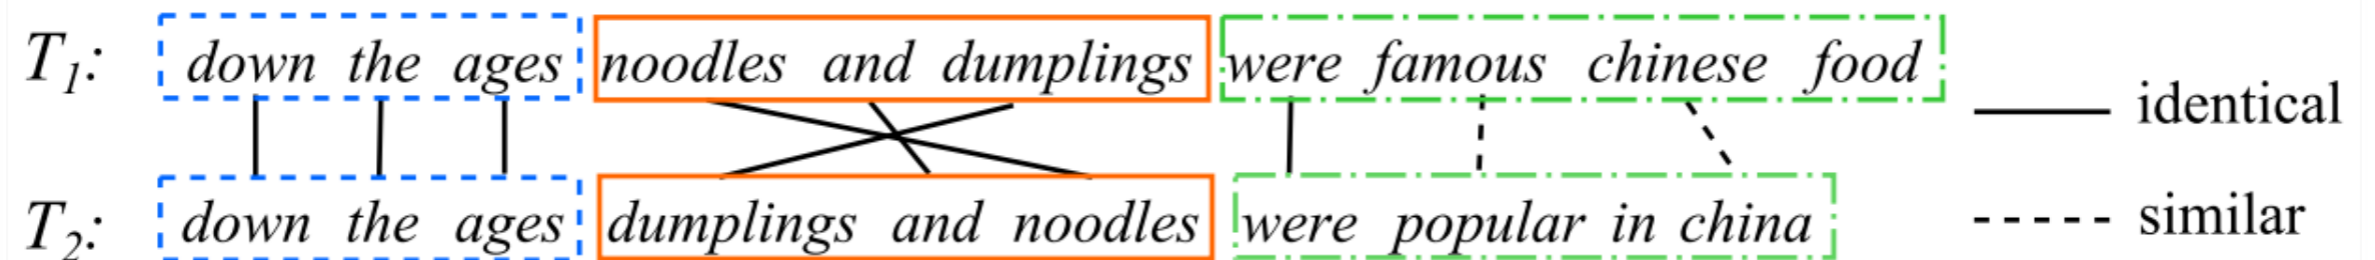 T1: down the ages noodles and dumplings were famous chinese food
identical
T2: down the ages dumplings and noodles were popular in china
similar